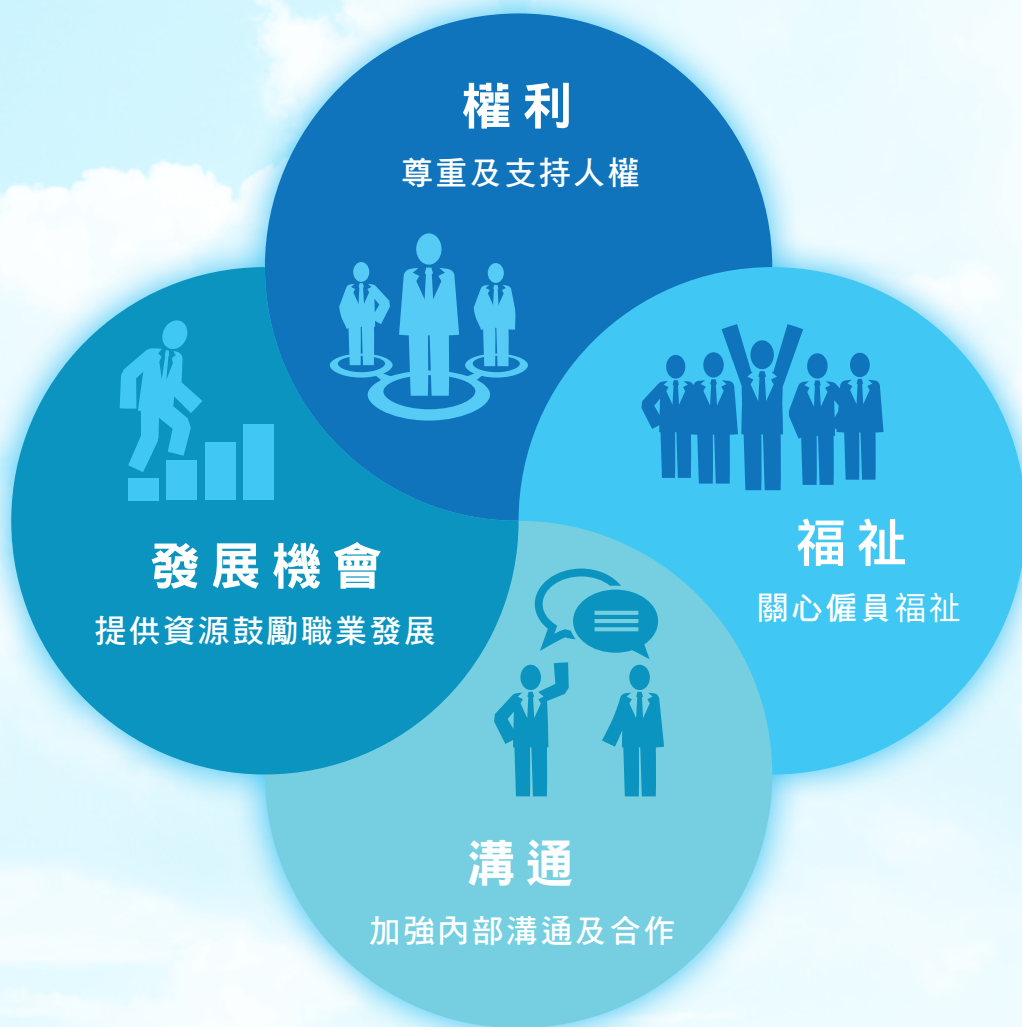 權利
尊重及支持人權
發展機會
提供資源鼓勵職業發展
福祉
關心僱員福祉
溝通
加強內部溝通及合作